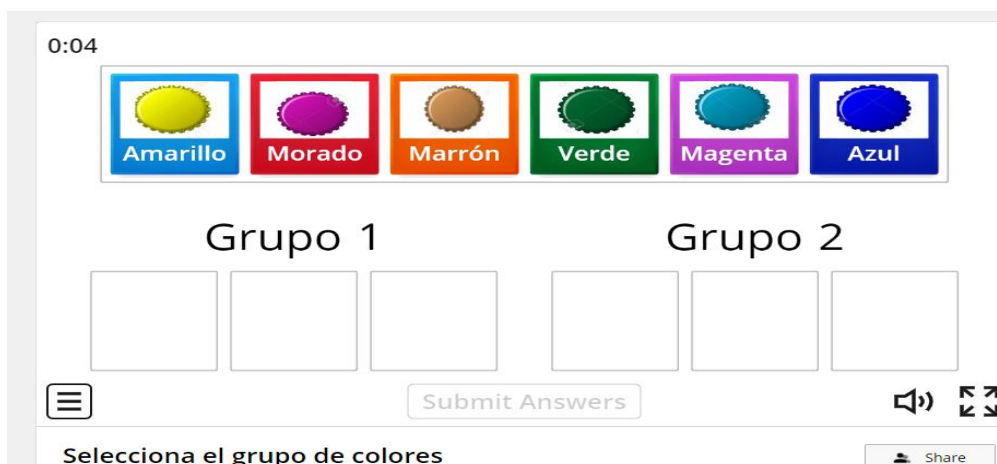 0:04
Amarillo Morado Marrón Verde Magenta Azul
Grupo 1 Grupo 2
Submit Answers
Selecciona el grupo de colores Share